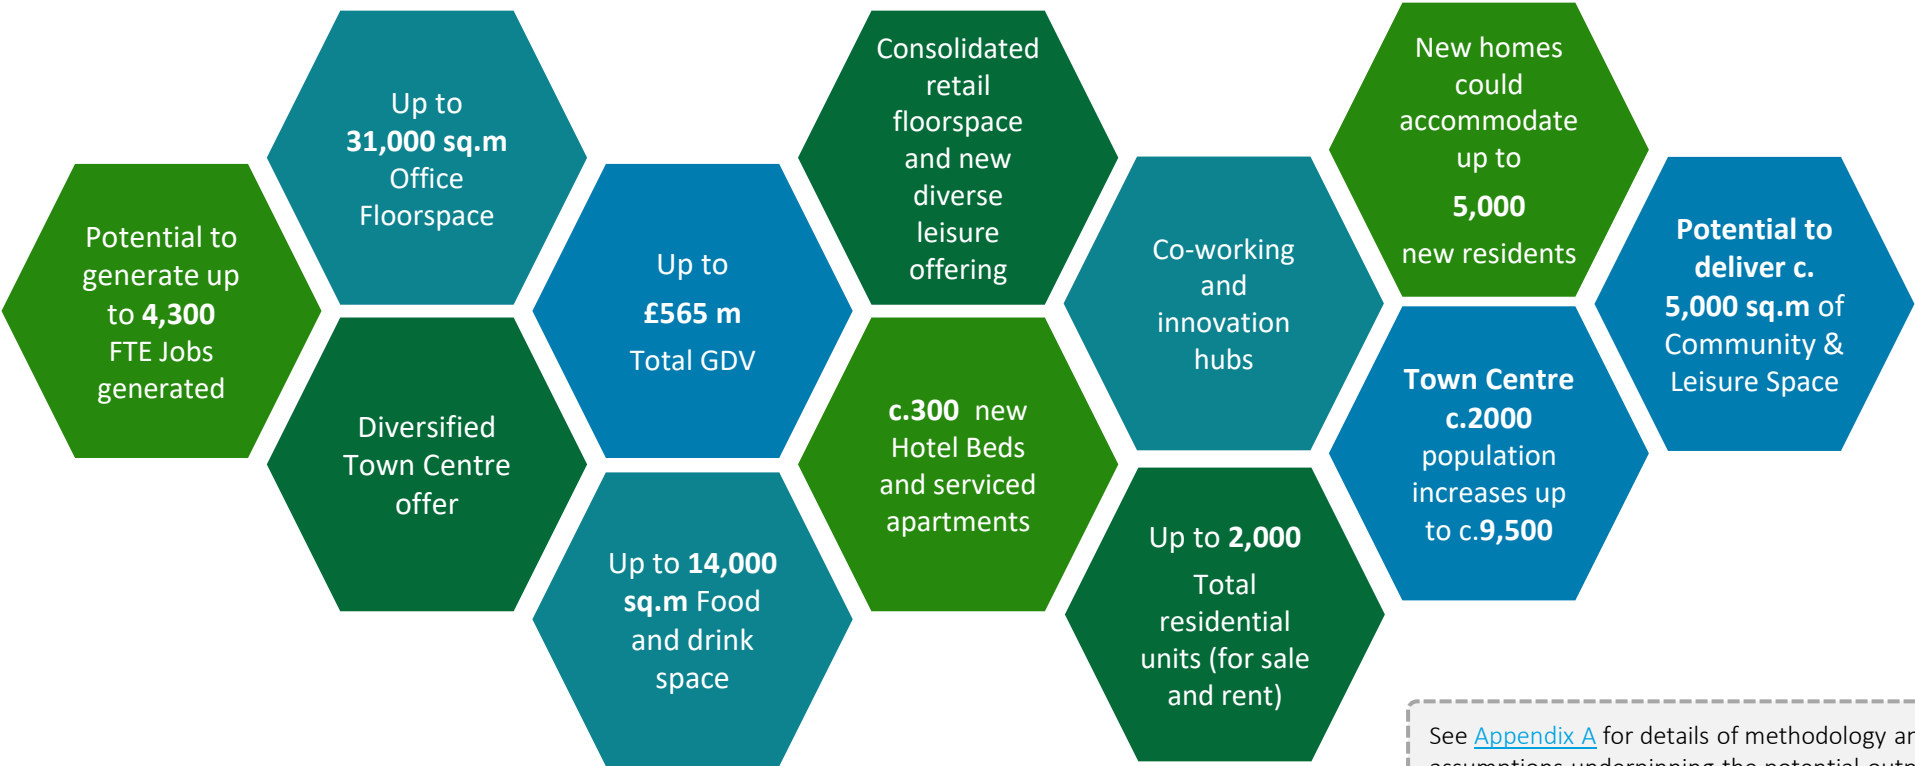 Potential to
generate up
to 4,300
FTE Jobs
generated
Up to
31,000 sq.m
Office
Floorspace
Diversified
Town Centre
offer
Up to
£565 m
Total GDV
Up to 14,000
sq.m Food
and drink
space
Consolidated
retail
floorspace
and new
diverse
leisure
offering
c.300 new
Hotel Beds
and serviced
apartments
Co-working
and
innovation
hubs
Up to 2,000
Total
residential
units (for sale
and rent)
New homes
could
accommodate
up to
5,000
new residents
Town Centre
c.2000
population
increases up
to c.9,500
Potential to
deliver c.
5,000 sq.m of
Community &
Leisure Space
See Appendix A for details of methodology
assumptions underpinning the potential